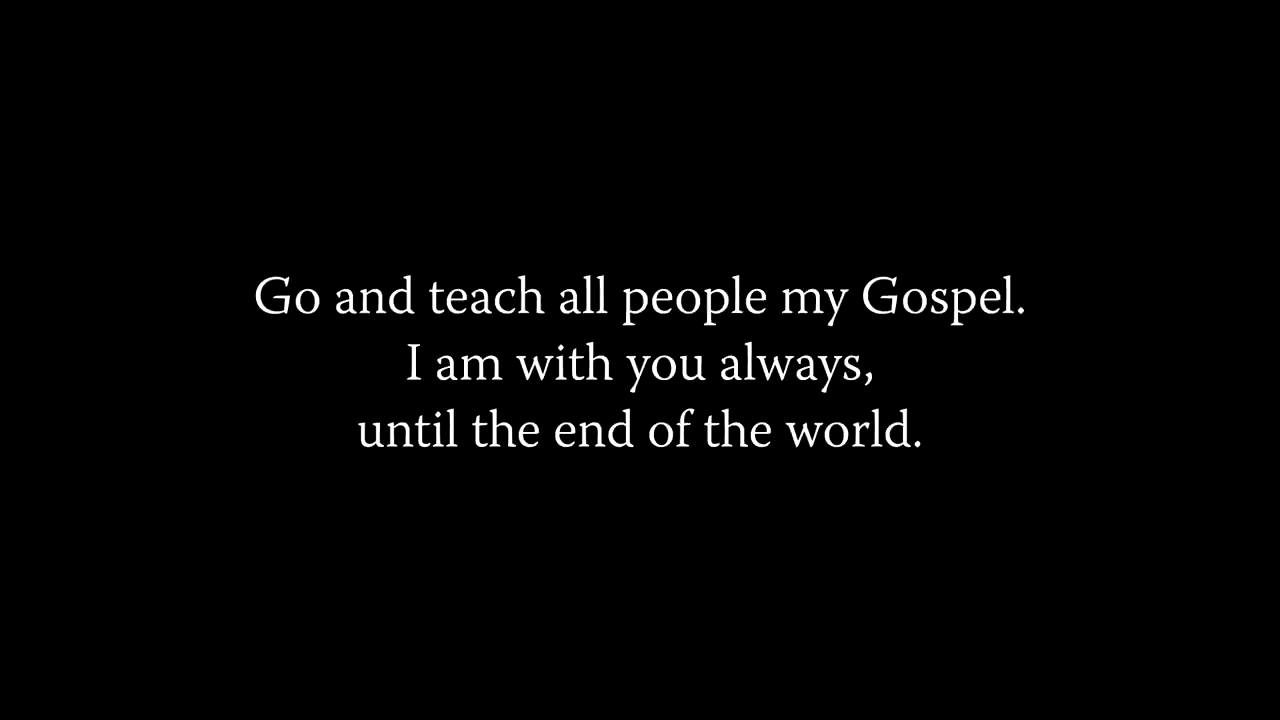 Go and teach all people my Gospel.
I am with you always,
until the end of the world.